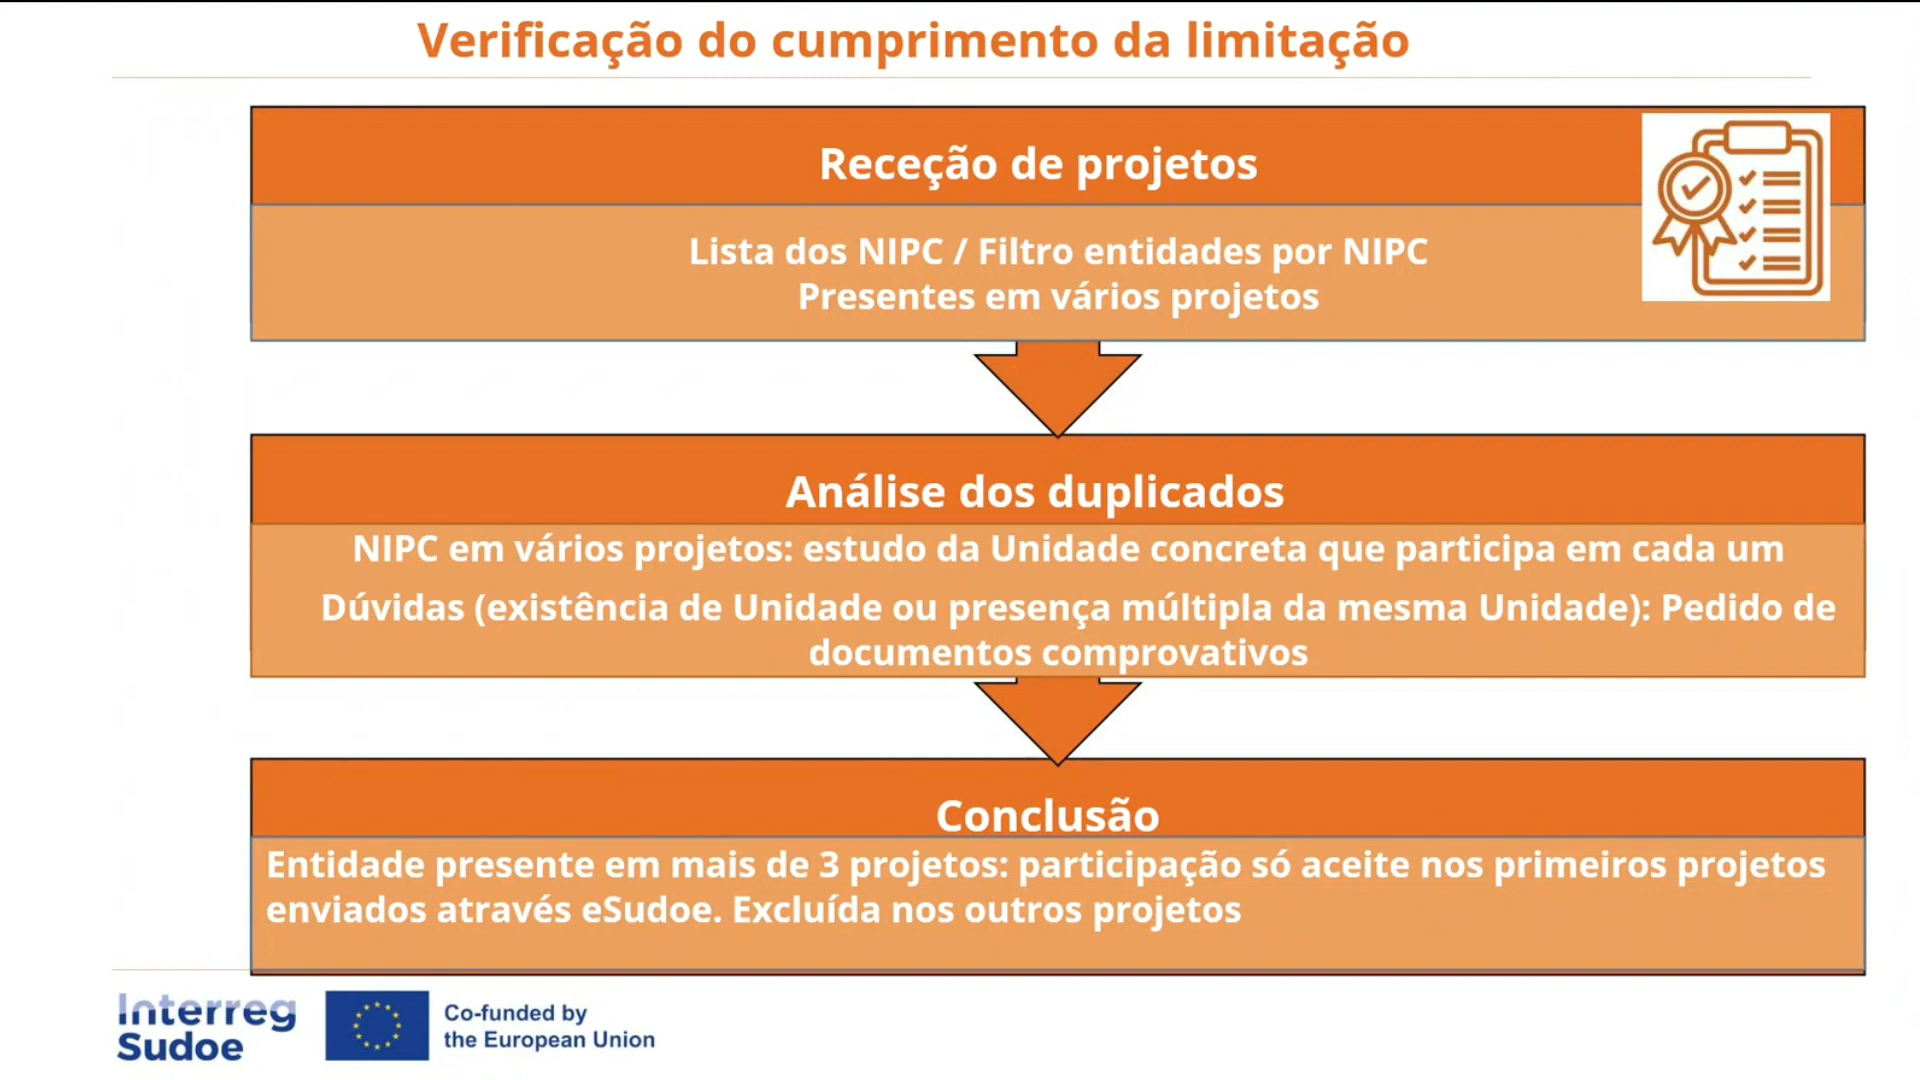 Verificação do cumprimento da limitação
Receção de projetos
Lista dos NIPC / Filtro entidades por NIPC
Presentes em vários projetos
Análise dos duplicados
NIPC em vários projetos: estudo da Unidade concreta que participa em cada um
Dúvidas (existência de Unidade ou presença múltipla da mesma Unidade): Pedido de
documentos comprovativos
Conclusão
Entidade presente em mais de 3 projetos: participação só aceite nos primeiros projetos
enviados através eSudoe. Excluída nos outros projetos
Interreg
Sudoe
Co-funded by
the European Union